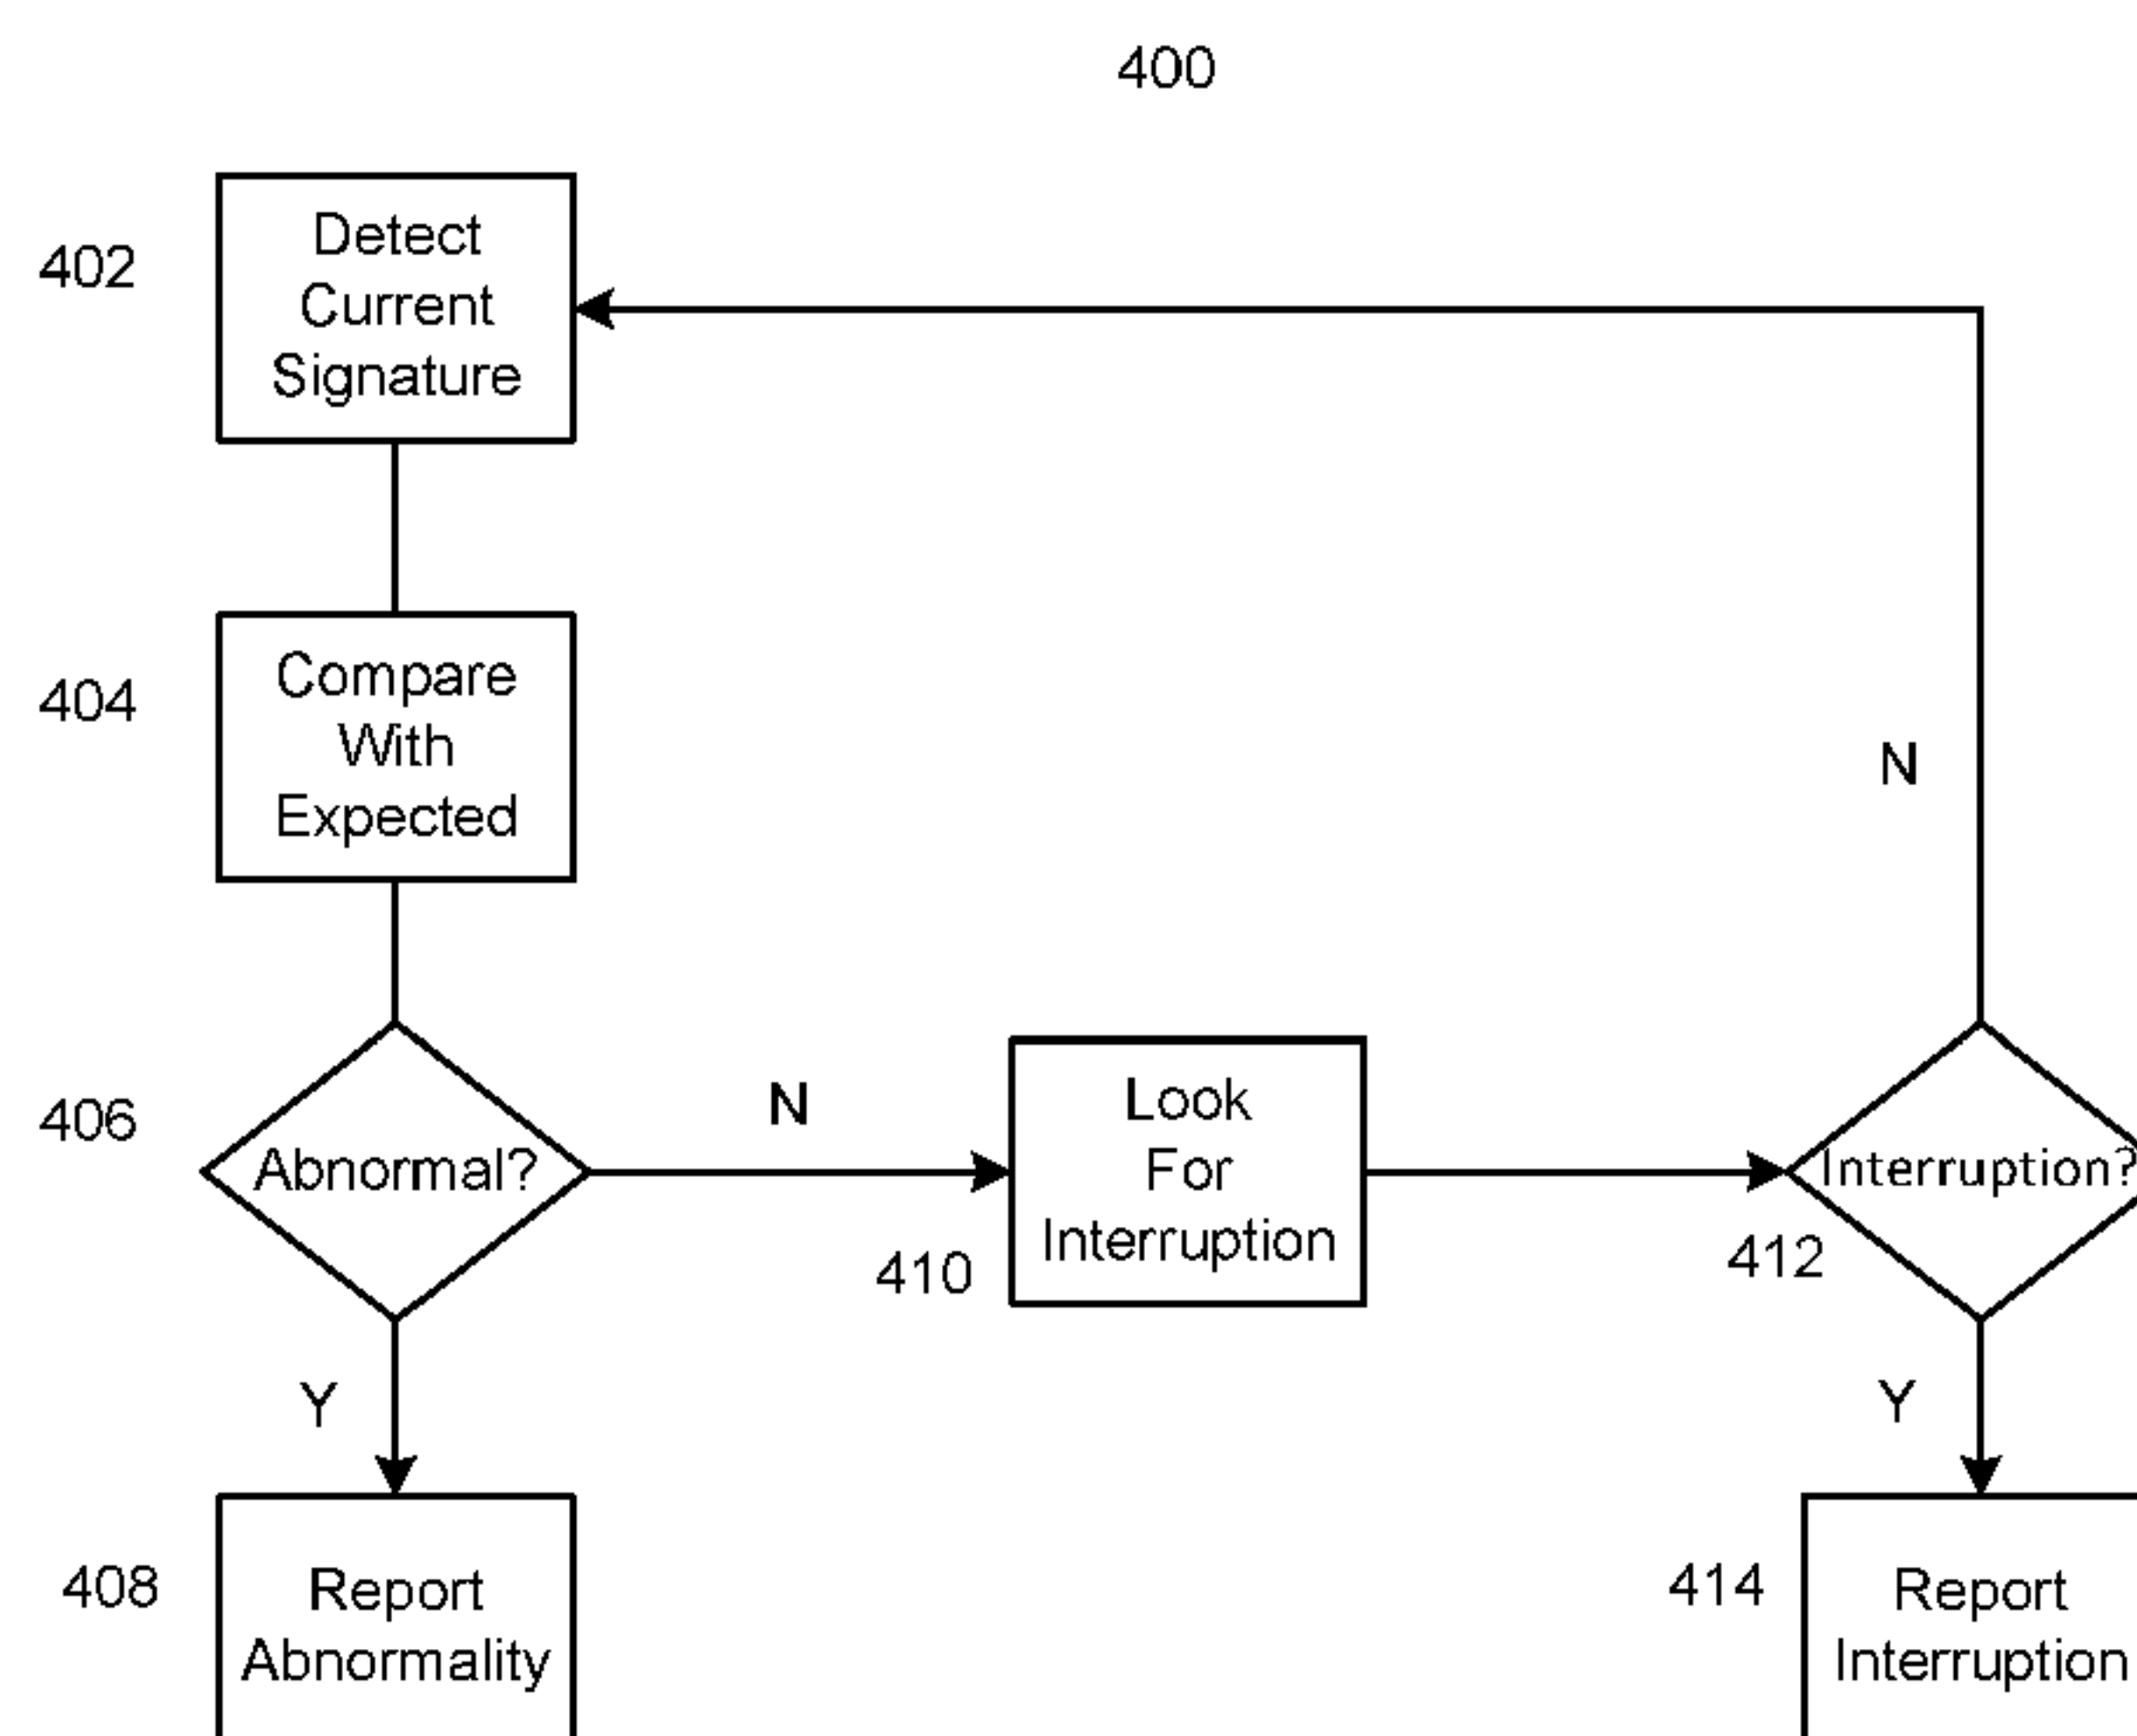 400
402
Detect
Current
Signature
404
Compare
With
Expected
N
406
Abnormal?
N
Look
For
Interruption
410
Interruption?
412
Y
Y
408
Report
Abnormality
414
Report
Interruption